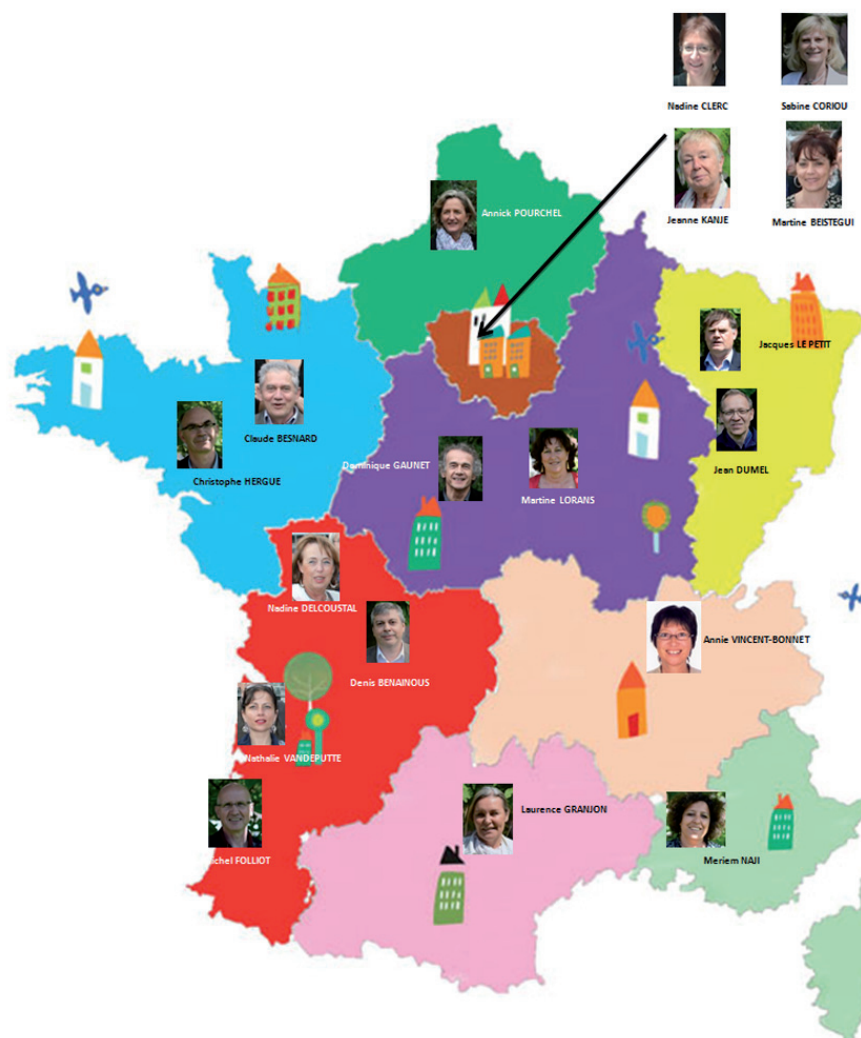 Nadine CLERC
Sabine CORIOU
Jeanne KANJE
Martine BEISTEGUI
Annick POURCHEL
Jacques LE PETIT
Claude BESNARD
Jean DUMEL
Dominique GAUNET
Christophe HERGUE
Martine LORANS
Nadine DELCOUSTAL
Annie VINCENT-BONNET
Denis BENAINOUS
Nathalie VANDEPUTTE
Laurence GRANJON
ichel FOLLIOT
Meriem NAJI